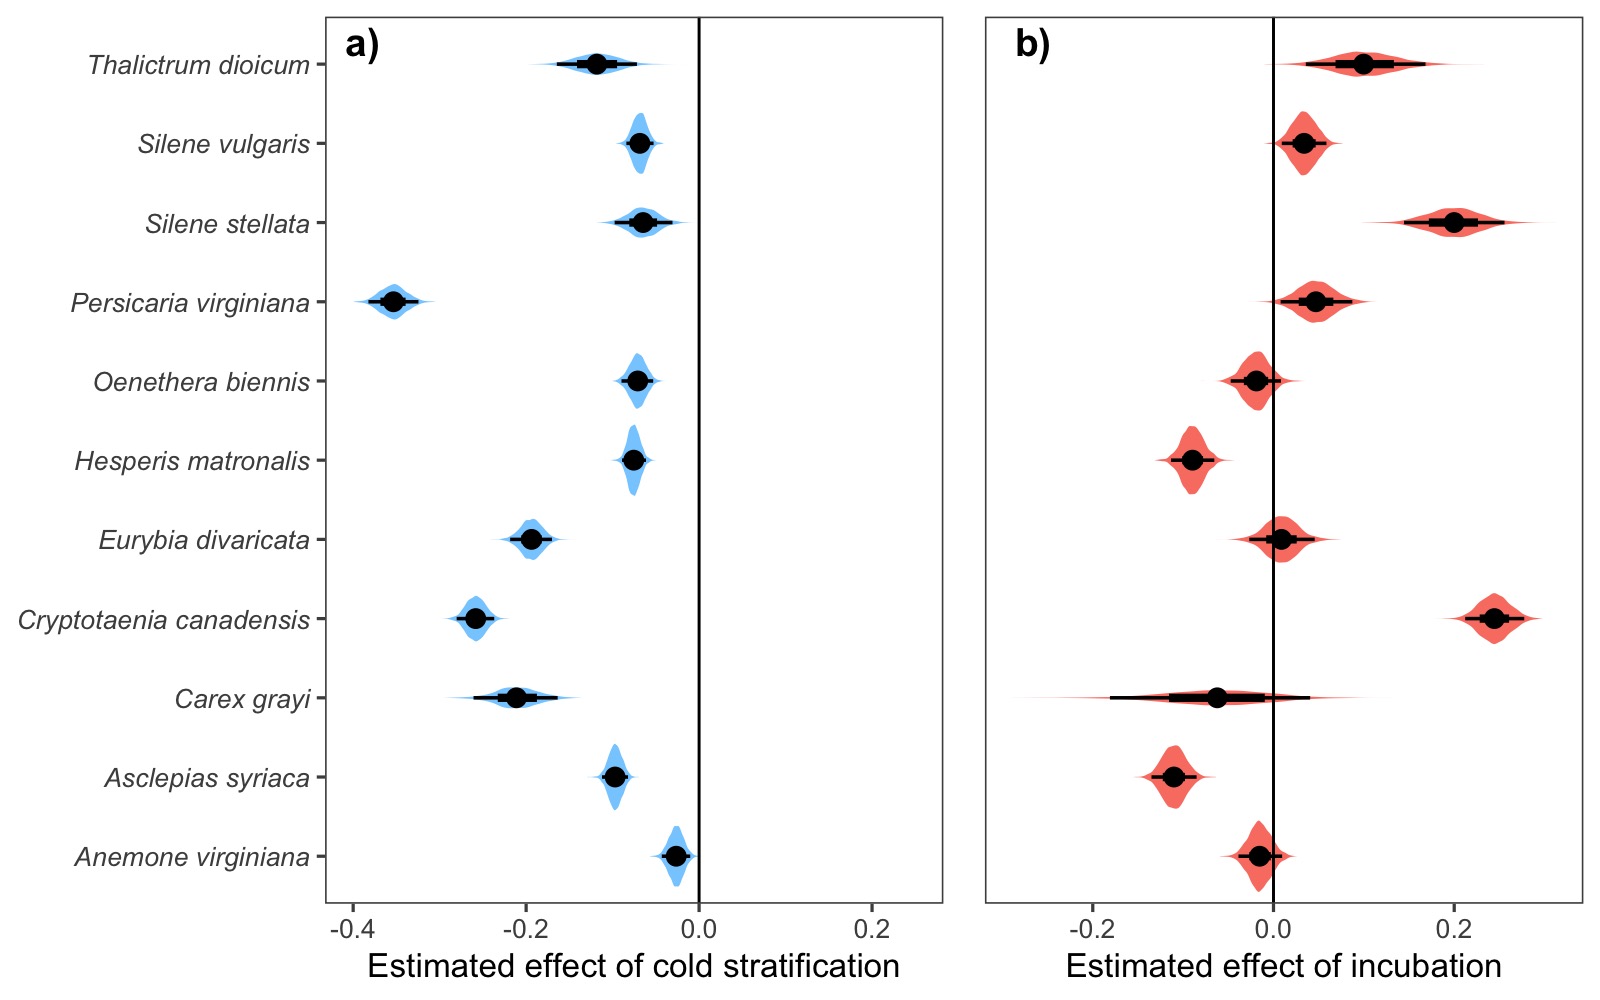 a)
b)
Thalictrum dioicum
Silene vulgaris
Silene stellata
Persicaria virginiana
Oenethera biennis
Hesperis matronalis
Eurybia divaricata
Cryptotaenia canadensis
Carex grayi
Asclepias syriaca
Anemone virginiana
-0.4 -0.2 0.0 0.2
-0.2 0.0 0.2
Estimated effect of cold stratification
Estimated effect of incubation